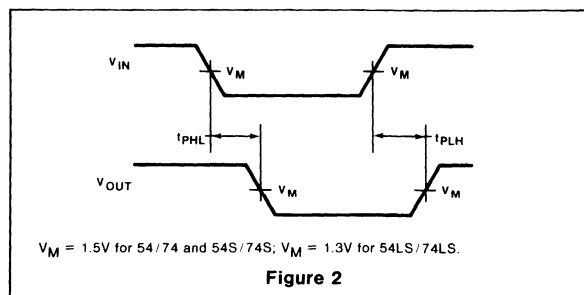 VIN
VM
VM
tPHL
tPLH
VOUT
VM
VM
VM = 1.5V for 54/74 and 54S/74S; VM = 1.3V for 54LS/74LS.
Figure 2